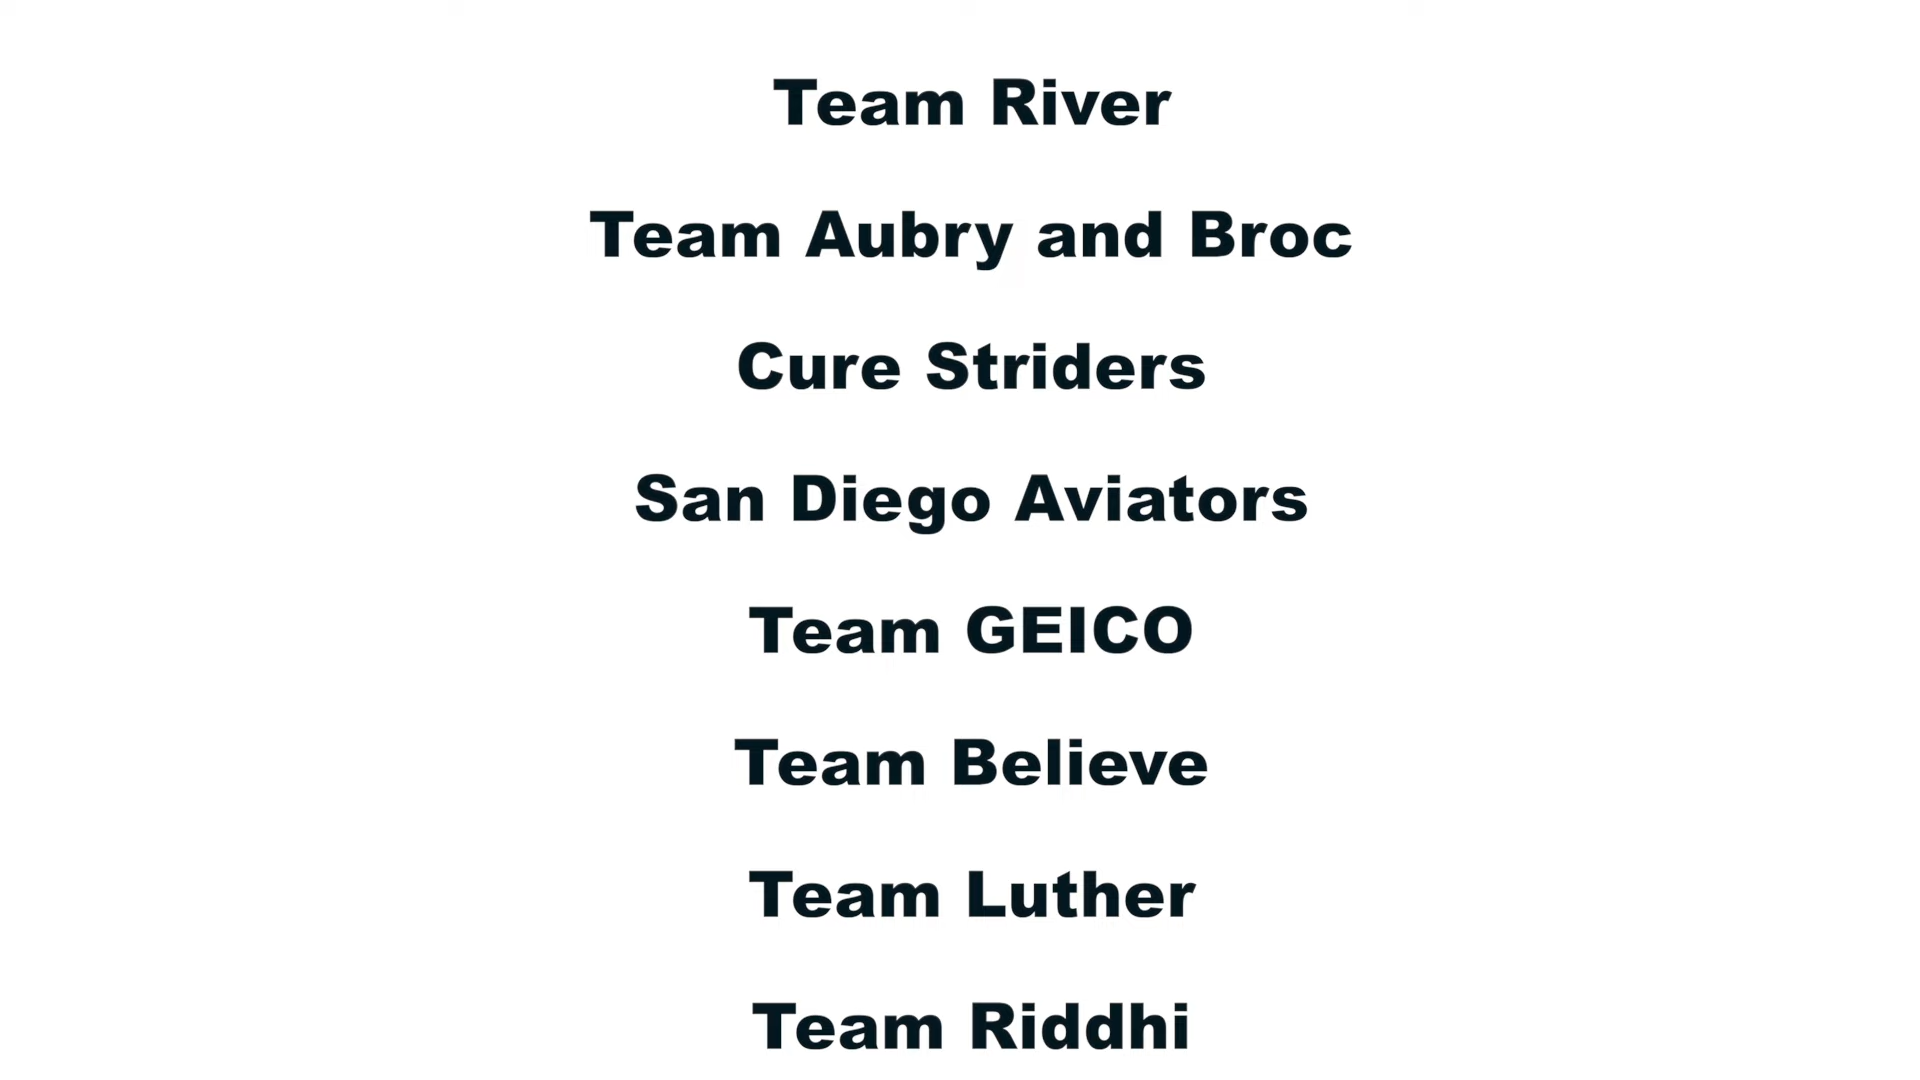 Team River
Team Aubry and Broc
Cure Striders
San Diego Aviators
Team GEICO
Team Believe
Team Luther
Team Riddhi